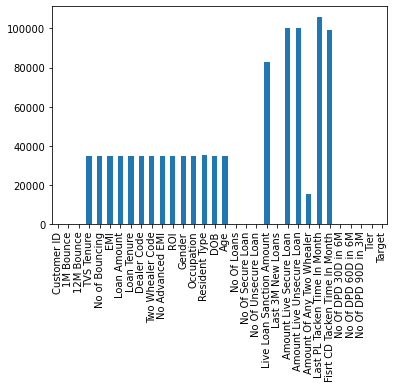 100000
80000
60000
40000
20000
0
Customer ID
1M Bounce
12M Bounce
TVS Tenure
No of Bouncing
EMI
Loan Amount
Loan Tenure
Dealer Code
Two Whealer Code
No Advanced EMI
ROI
Gender
Occupation
Resident Type
DOB
Age
No Of Loans
No Of Secure Loan
No Of Unsecure Loan
Live Loan Sanction Amount
Last 3M New Loans
Amount Live Secure Loan
Amount Live Unsecure Loan
Amount Of Any Two Whealer
Last PL Tacken Time In Month
Fisrt CD Tacken Time In Month
No Of DPD 30D in 6M
No Of DPD 60D in 6M
No Of DPD 90D in 3M
Tier
Target